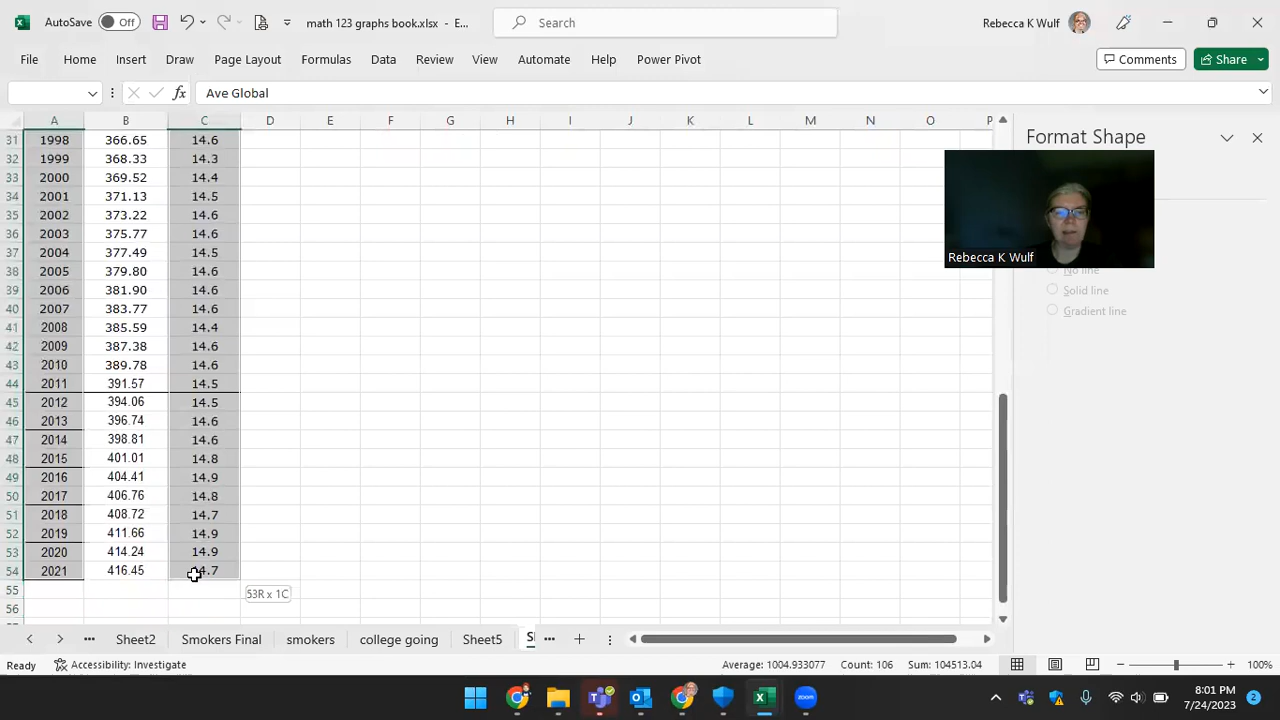 AutoSave Off math 123 graphs book.xlsx - E... Search Rebecca K Wulf
File Home Insert Draw Page Layout Formulas Data Review View Automate Help Power Pivot Comments Share
fx Ave Global
A B C D E F G H I J K L M N O P
31 1998 366.65 14.6
32 1999 368.33 14.3
33 2000 369.52 14.4
34 2001 371.13 14.5
35 2002 373.22 14.6
36 2003 375.77 14.6
37 2004 377.49 14.5
38 2005 379.80 14.6
39 2006 381.90 14.6
40 2007 383.77 14.6
41 2008 385.59 14.4
42 2009 387.38 14.6
43 2010 389.78 14.6
44 2011 391.57 14.5
45 2012 394.06 14.5
46 2013 396.74 14.6
47 2014 398.81 14.6
48 2015 401.01 14.8
49 2016 404.41 14.9
50 2017 406.76 14.8
51 2018 408.72 14.7
52 2019 411.66 14.9
53 2020 414.24 14.9
54 2021 416.45 14.7
55 53R x 1C
56
Format Shape
Rebecca K Wulf
No line
Solid line
Gradient line
Sheet2 Smokers Final smokers college going Sheet5
Ready Accessibility: Investigate Average: 1004.933077 Count: 106 Sum: 104513.04 100%
8:01 PM
7/24/2023 2